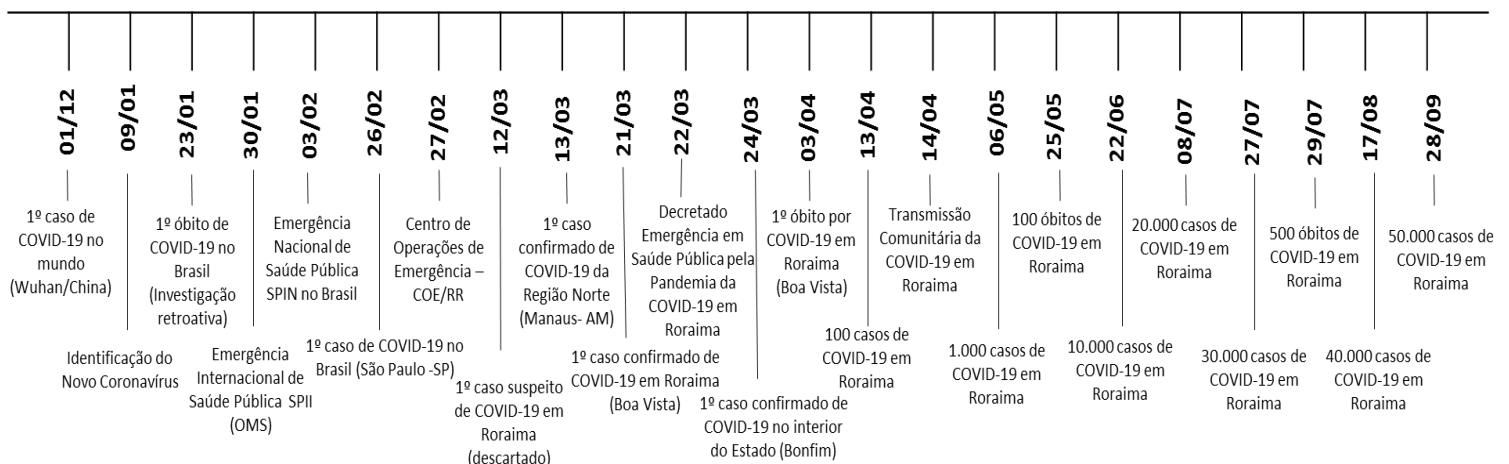 01/12
09/01
23/01
30/01
03/02
26/02
27/02
12/03
13/03
21/03
22/03
24/03
03/04
13/04
14/04
06/05
25/05
22/06
08/07
27/07
29/07
17/08
28/09
1º caso de
COVID-19 no
mundo
(Wuhan/China)
Identificação do
Novo Coronavírus
1º óbito de
COVID-19 no
Brasil
(Investigação
retroativa)
Emergência
Internacional de
Saúde Pública SPII
(OMS)
Emergência
Nacional de
Saúde Pública
SPIN no Brasil
1º caso de COVID-19 no
Brasil (São Paulo -SP)
Centro de
Operações de
Emergência –
COE/RR
1º caso suspeito
de COVID-19 em
Roraima
(descartado)
1º caso
confirmado de
COVID-19 da
Região Norte
(Manaus- AM)
1º caso confirmado de
COVID-19 em Roraima
(Boa Vista)
Decretado
Emergência em
Saúde Pública pela
Pandemia da
COVID-19 em
Roraima
1º caso confirmado de
COVID-19 no interior
do Estado (Bonfim)
1º óbito por
COVID-19 em
Roraima
(Boa Vista)
100 casos de
COVID-19 em
Roraima
Transmissão
Comunitária da
COVID-19 em
Roraima
1.000 casos de
COVID-19 em
Roraima
100 óbitos de
COVID-19 em
Roraima
10.000 casos de
COVID-19 em
Roraima
20.000 casos de
COVID-19 em
Roraima
30.000 casos de
COVID-19 em
Roraima
500 óbitos de
COVID-19 em
Roraima
40.000 casos de
COVID-19 em
Roraima
50.000 casos de
COVID-19 em
Roraima